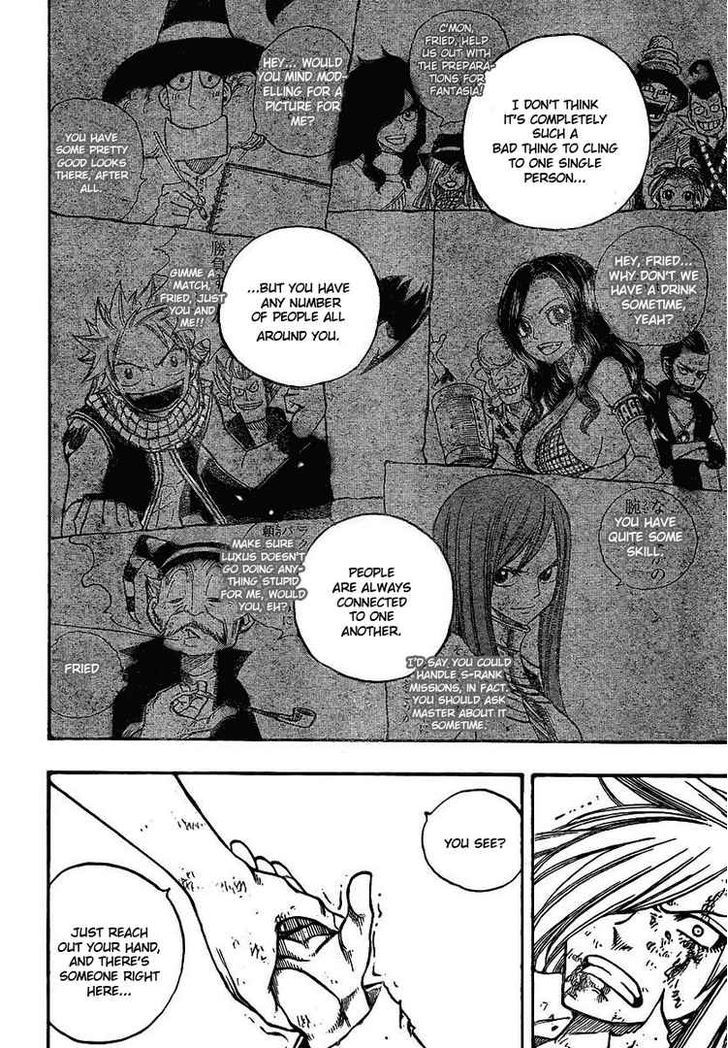 I DON'T THINK
IT'S COMPLETELY
SUCH A
BAD THING TO CLING
TO ONE SINGLE
PERSON...
C'MON,
FRIED, HELP
US OUT WITH
THE PREPARA-
TIONS FOR
FANTASIA!
HEY... WOULD
YOU MIND MOD-
ELLING FOR A
PICTURE FOR
ME?
YOU HAVE
SOME PRETTY
GOOD LOOKS
THERE, AFTER
ALL.
HEY, FRIED...
WHY DON'T WE
HAVE A DRINK
SOMETIME,
YEAH?
...BUT YOU HAVE
ANY NUMBER
OF PEOPLE ALL
AROUND YOU.
GIMME A
MATCH,
FRIED, JUST
YOU AND
ME!!
YOU HAVE
QUITE SOME
SKILL.
I'D SAY YOU COULD
HANDLE S-RANK
MISSIONS, IN FACT.
YOU SHOULD ASK
MASTER ABOUT IT
SOMETIME.
PEOPLE
ARE ALWAYS
CONNECTED
TO ONE
ANOTHER.
MAKE SURE
LUXUS DOESN'T
GO DOING ANY-
THING STUPID
FOR ME, WOULD
YOU, EH?
FRIED
YOU SEE?
JUST REACH
OUT YOUR HAND,
AND THERE'S
SOMEONE RIGHT
HERE...